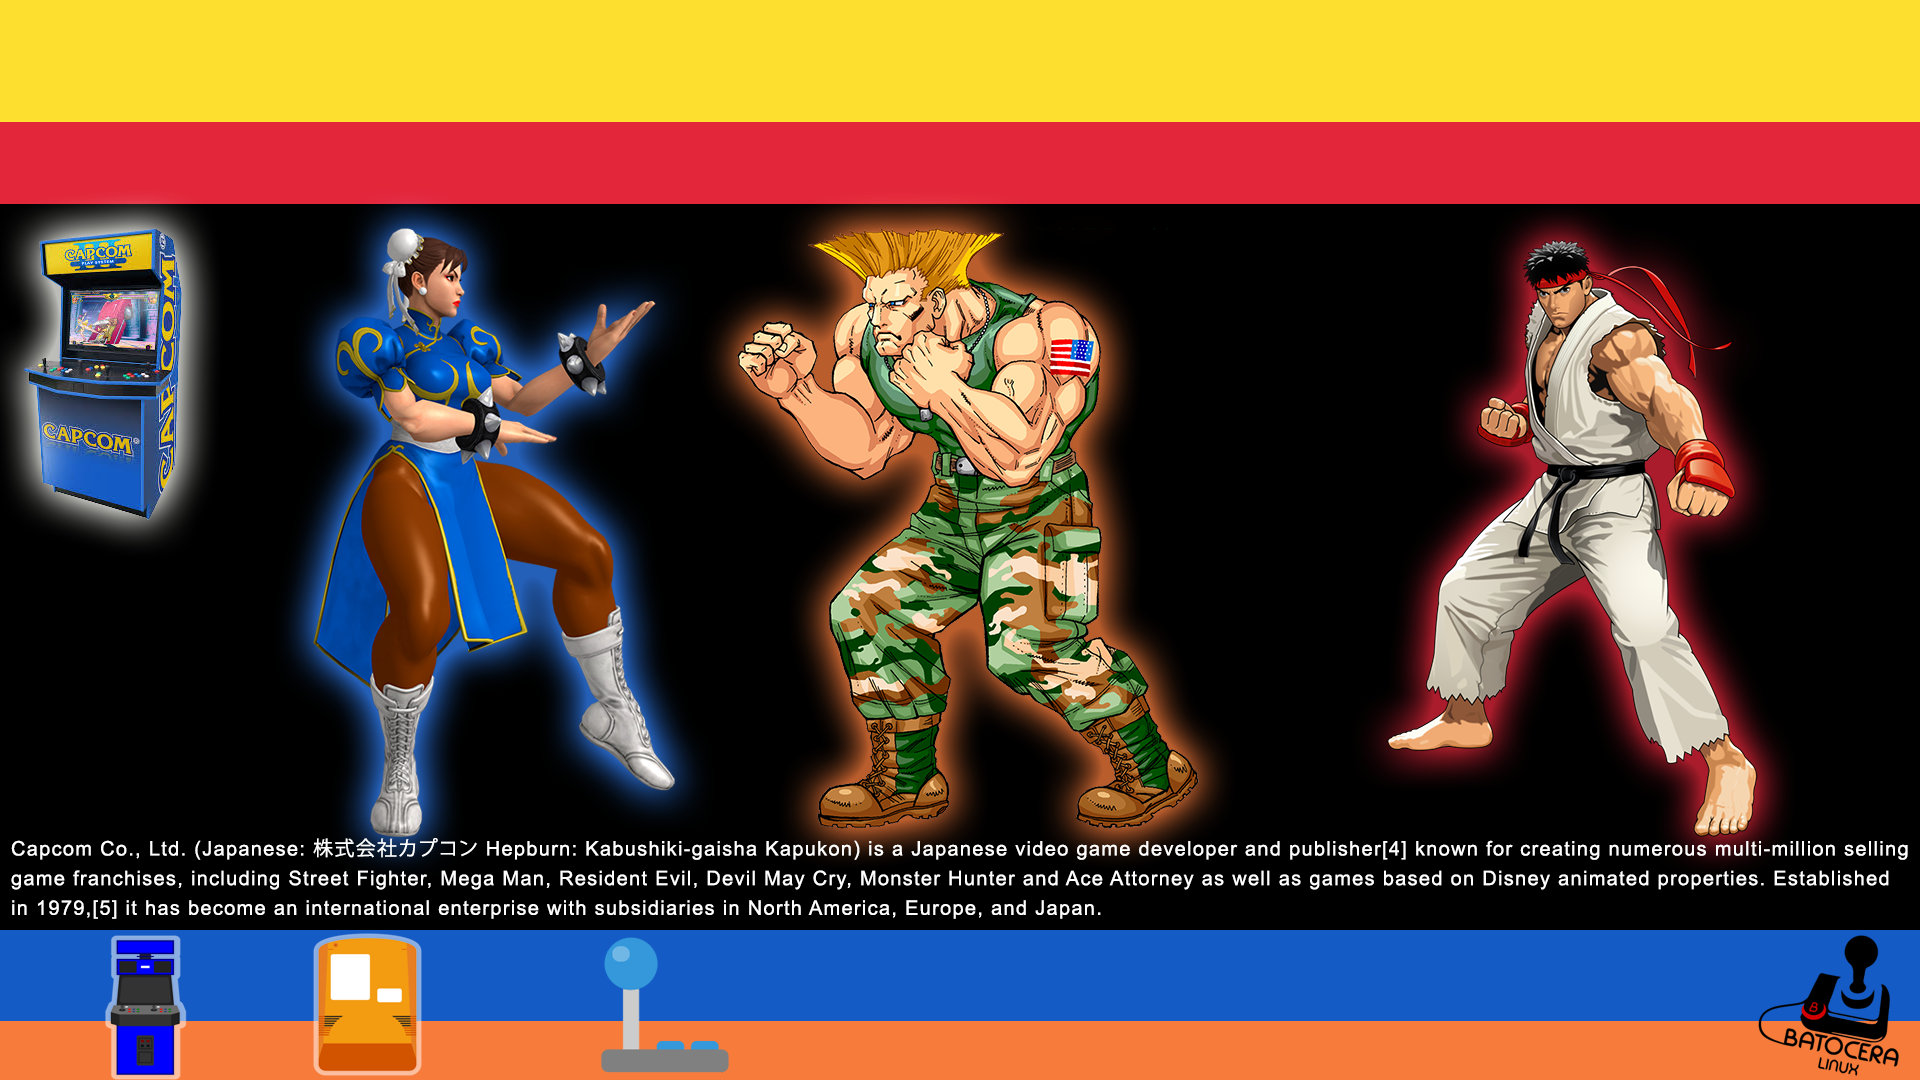 CAPCOM
PLAY SYSTEM
CAPCOM
CAPCOM
Capcom Co., Ltd. (Japanese: 株式会社カプコン Hepburn: Kabushiki-gaisha Kapukon) is a Japanese video game developer and publisher[4] known for creating numerous multi-million selling
game franchises, including Street Fighter, Mega Man, Resident Evil, Devil May Cry, Monster Hunter and Ace Attorney as well as games based on Disney animated properties. Established
in 1979,[5] it has become an international enterprise with subsidiaries in North America, Europe, and Japan.
B
BATOCERA
LINUX